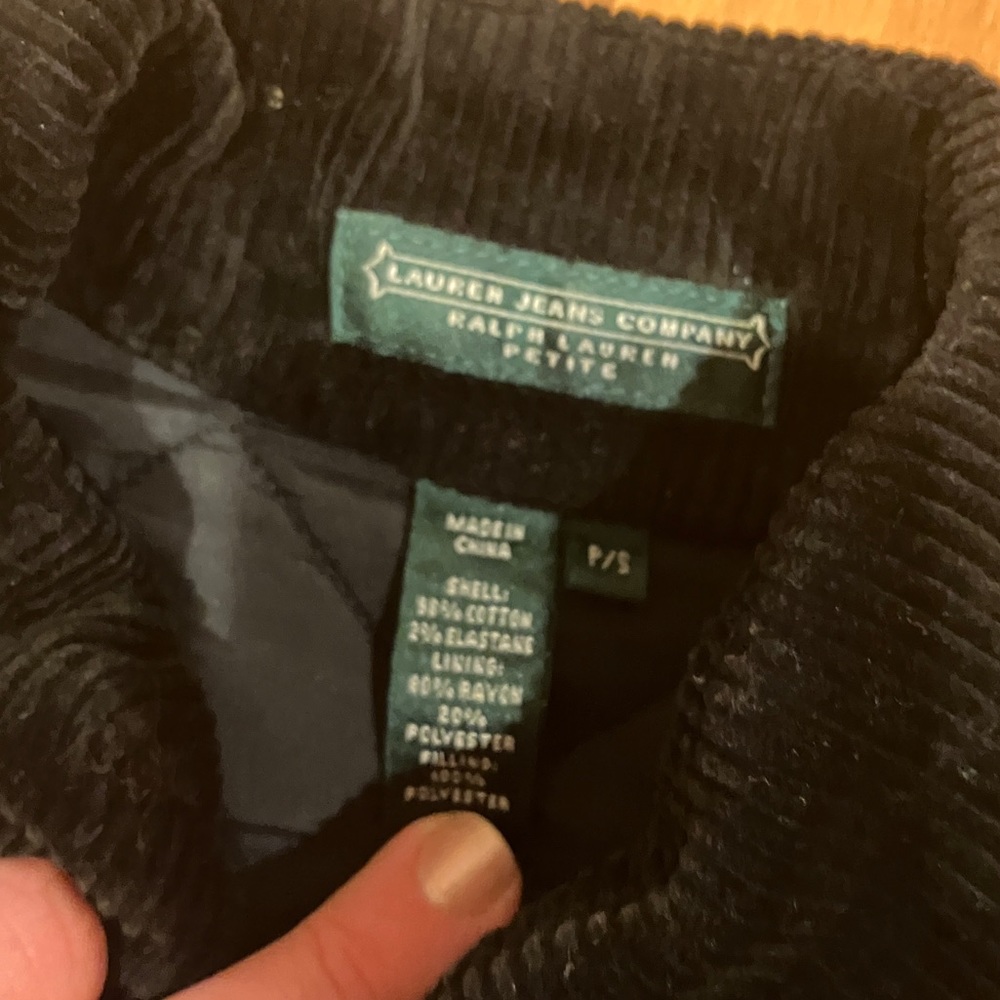 LAUREN JEANS COMPANY
RALPH LAUREN
PETITE
MADE IN
CHINA
P/S
SHELL:
98% COTTON
2% ELASTANE
LINING:
80% RAYON
20%
POLYESTER
FILLING:
100%
POLYESTER